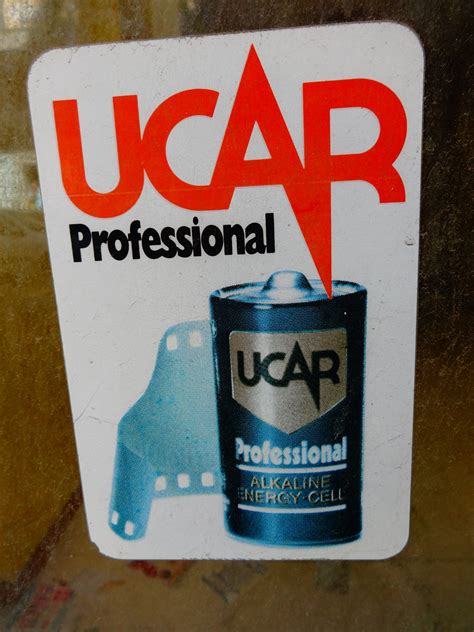 UCAR
Professional
UCAR
Professional
ALKALINE
ENERGY-CELL